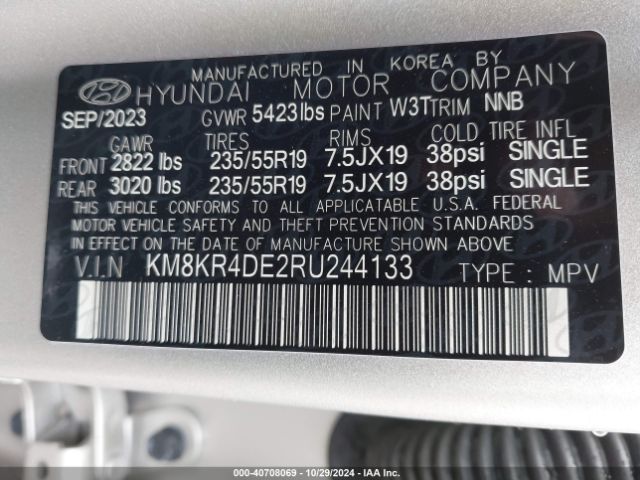 MANUFACTURED IN KOREA BY
HYUNDAI MOTOR COMPANY
SEP/2023 GVWR 5423lbs PAINT W3T TRIM NNB
GAWR TIRES RIMS COLD TIRE INFL
FRONT 2822 lbs 235/55R19 7.5JX19 38psi SINGLE
REAR 3020 lbs 235/55R19 7.5JX19 38psi SINGLE
THIS VEHICLE CONFORMS TO ALL APPLICATABLE U.S.A. FEDERAL
MOTOR VEHICLE SAFETY AND THEFT PREVENTION STANDARDS
IN EFFECT ON THE DATE OF MANUFACTURE SHOWN ABOVE.
V.I.N KM8KR4DE2RU244133 TYPE : MPV
000-40708069 | 10/29/2024 | IAA Inc.